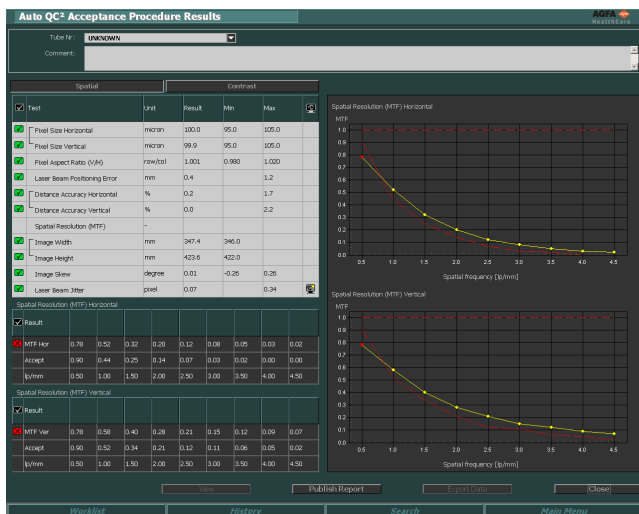 Auto QC² Acceptance Procedure Results
AGFA
HealthCare
Tube Nr: UNKNOWN
Comment:
Spatial Contrast
Test Unit Result Min Max
Pixel Size Horizontal micron 100.0 95.0 105.0
Pixel Size Vertical micron 99.9 95.0 105.0
Pixel Aspect Ratio (V/H) row/col 1.001 0.980 1.020
Laser Beam Positioning Error mm 0.4 1.2
Distance Accuracy Horizontal % 0.2 1.7
Distance Accuracy Vertical % 0.0 2.2
Spatial Resolution (MTF) -
Image Width mm 347.4 346.0
Image Height mm 423.6 422.0
Image Skew degree 0.01 -0.26 0.26
Laser Beam Jitter pixel 0.07 0.34
Spatial Resolution (MTF) Horizontal
Result
MTF Hor 0.78 0.52 0.32 0.20 0.12 0.08 0.05 0.03 0.02
Accept 0.90 0.44 0.25 0.14 0.07 0.03 0.02 0.00 0.00
lp/mm 0.50 1.00 1.50 2.00 2.50 3.00 3.50 4.00 4.50
Spatial Resolution (MTF) Vertical
Result
MTF Ver 0.78 0.58 0.40 0.28 0.21 0.15 0.12 0.09 0.07
Accept 0.90 0.52 0.34 0.21 0.12 0.11 0.06 0.05 0.02
lp/mm 0.50 1.00 1.50 2.00 2.50 3.00 3.50 4.00 4.50
Spatial Resolution (MTF) Horizontal
MTF
1.0
0.9
0.8
0.7
0.6
0.5
0.4
0.3
0.2
0.1
0.0
0.5 1.0 1.5 2.0 2.5 3.0 3.5 4.0 4.5
Spatial frequency [lp/mm]
Spatial Resolution (MTF) Vertical
MTF
1.0
0.9
0.8
0.7
0.6
0.5
0.4
0.3
0.2
0.1
0.0
0.5 1.0 1.5 2.0 2.5 3.0 3.5 4.0 4.5
Spatial frequency [lp/mm]
View Publish Report Export Data Close
Worklist History Search Main Menu